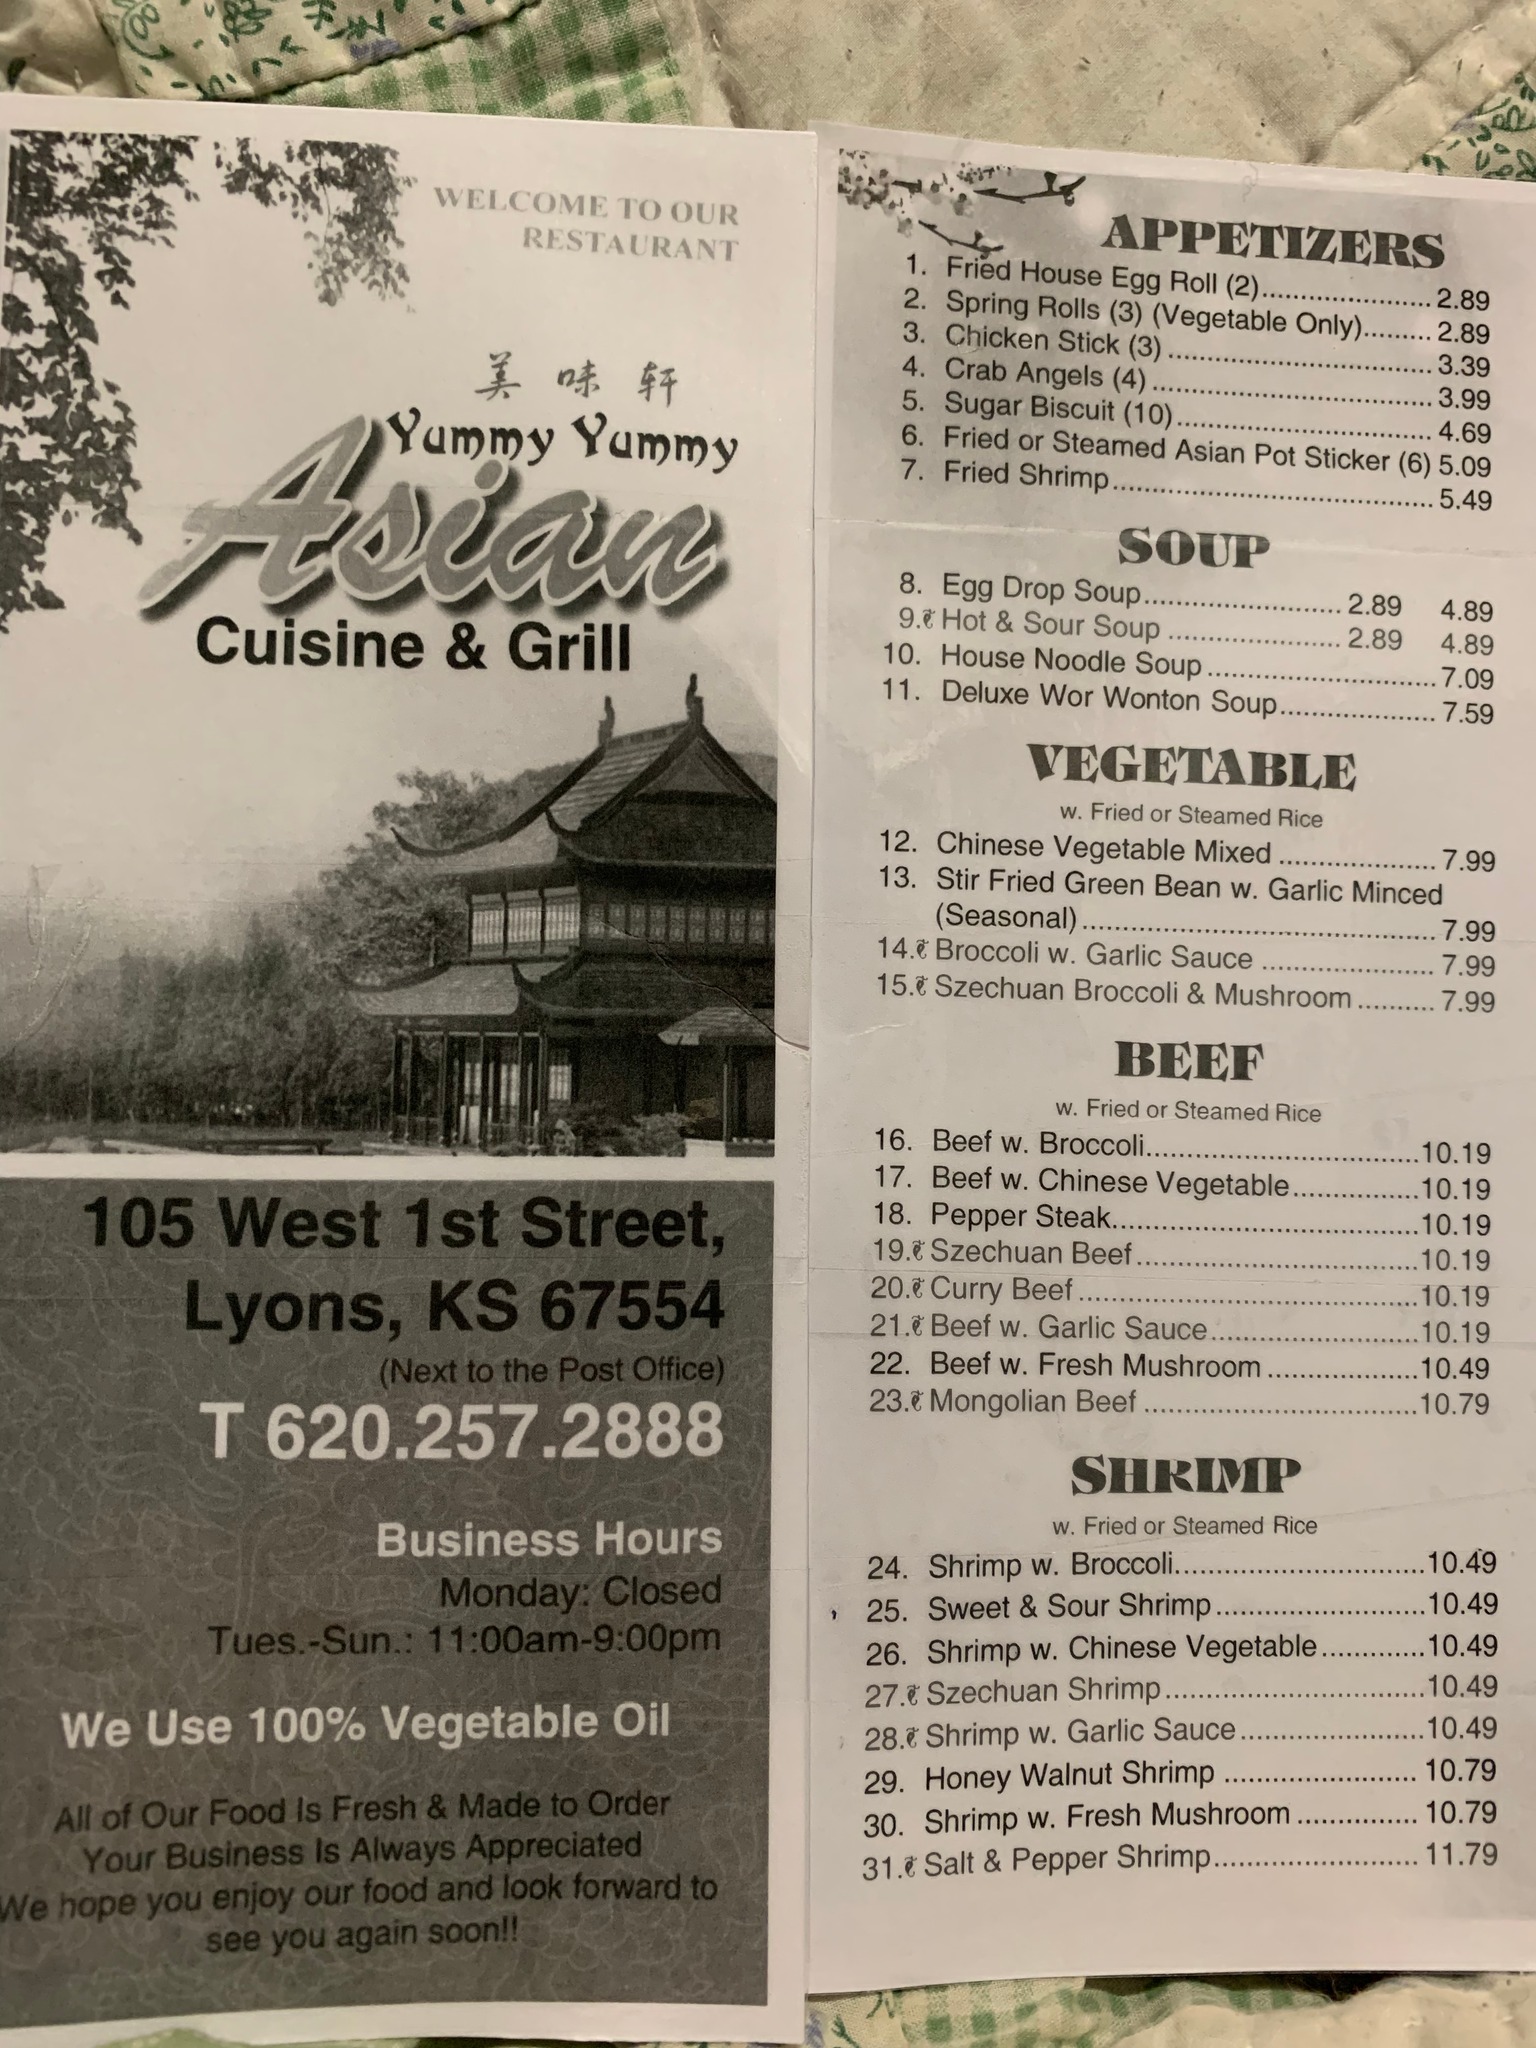 WELCOME TO OUR
RESTAURANT
美味轩
Yummy Yummy
Asian
Cuisine & Grill
105 West 1st Street,
Lyons, KS 67554
(Next to the Post Office)
T 620.257.2888
Business Hours
Monday: Closed
Tues.-Sun.: 11:00am-9:00pm
We Use 100% Vegetable Oil
All of Our Food Is Fresh & Made to Order
Your Business Is Always Appreciated
We hope you enjoy our food and look forward to
see you again soon!!
APPETIZERS
1. Fried House Egg Roll (2)..................... 2.89
2. Spring Rolls (3) (Vegetable Only)......... 2.89
3. Chicken Stick (3) ................................ 3.39
4. Crab Angels (4) .................................. 3.99
5. Sugar Biscuit (10)............................... 4.69
6. Fried or Steamed Asian Pot Sticker (6) 5.09
7. Fried Shrimp....................................... 5.49
SOUP
8. Egg Drop Soup........................ 2.89 4.89
9. Hot & Sour Soup ..................... 2.89 4.89
10. House Noodle Soup ............................ 7.09
11. Deluxe Wor Wonton Soup................... 7.59
VEGETABLE
w. Fried or Steamed Rice
12. Chinese Vegetable Mixed ................... 7.99
13. Stir Fried Green Bean w. Garlic Minced
(Seasonal) ........................................... 7.99
14. Broccoli w. Garlic Sauce ..................... 7.99
15. Szechuan Broccoli & Mushroom ......... 7.99
BEEF
w. Fried or Steamed Rice
16. Beef w. Broccoli.................................10.19
17. Beef w. Chinese Vegetable...............10.19
18. Pepper Steak.....................................10.19
19. Szechuan Beef..................................10.19
20. Curry Beef .........................................10.19
21. Beef w. Garlic Sauce.........................10.19
22. Beef w. Fresh Mushroom ..................10.49
23. Mongolian Beef .................................10.79
SHRIMP
w. Fried or Steamed Rice
24. Shrimp w. Broccoli..............................10.49
25. Sweet & Sour Shrimp.........................10.49
26. Shrimp w. Chinese Vegetable............10.49
27. Szechuan Shrimp...............................10.49
28. Shrimp w. Garlic Sauce......................10.49
29. Honey Walnut Shrimp ....................... 10.79
30. Shrimp w. Fresh Mushroom .............. 10.79
31. Salt & Pepper Shrimp......................... 11.79